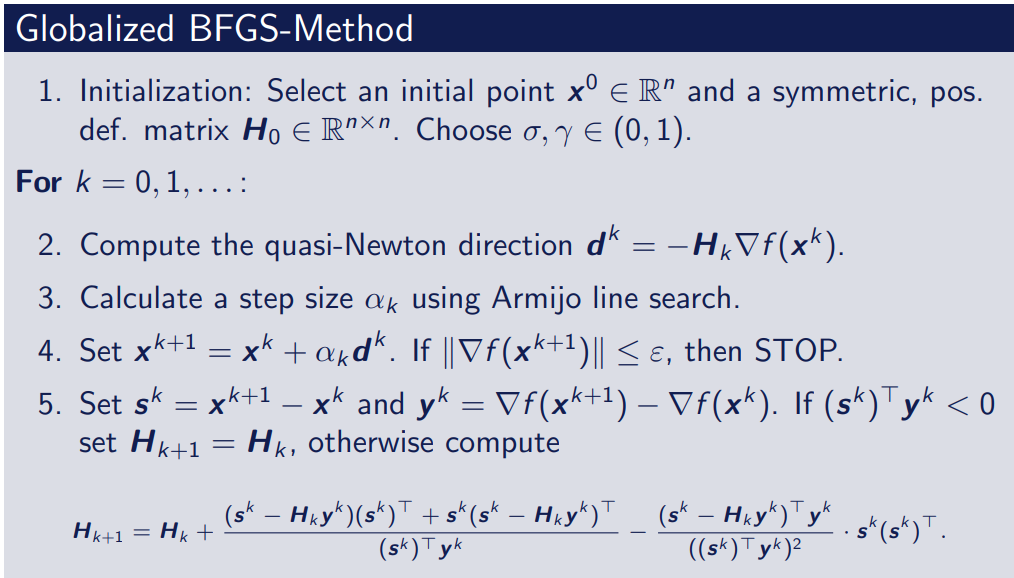 Globalized BFGS-Method
1. Initialization: Select an initial point $\boldsymbol{x}^0 \in \mathbb{R}^n$ and a symmetric, pos.
def. matrix $\boldsymbol{H}_0 \in \mathbb{R}^{n \times n}$. Choose $\sigma, \gamma \in (0, 1)$.
For $k = 0, 1, \ldots$:
2. Compute the quasi-Newton direction $\boldsymbol{d}^k = -\boldsymbol{H}_k \nabla f(\boldsymbol{x}^k)$.
3. Calculate a step size $\alpha_k$ using Armijo line search.
4. Set $\boldsymbol{x}^{k+1} = \boldsymbol{x}^k + \alpha_k \boldsymbol{d}^k$. If $\|\nabla f(\boldsymbol{x}^{k+1})\| \leq \varepsilon$, then STOP.
5. Set $\boldsymbol{s}^k = \boldsymbol{x}^{k+1} - \boldsymbol{x}^k$ and $\boldsymbol{y}^k = \nabla f(\boldsymbol{x}^{k+1}) - \nabla f(\boldsymbol{x}^k)$. If $(\boldsymbol{s}^k)^\top \boldsymbol{y}^k < 0$
set $\boldsymbol{H}_{k+1} = \boldsymbol{H}_k$, otherwise compute
$\boldsymbol{H}_{k+1} = \boldsymbol{H}_k + \frac{(\boldsymbol{s}^k - \boldsymbol{H}_k \boldsymbol{y}^k)(\boldsymbol{s}^k)^\top + \boldsymbol{s}^k(\boldsymbol{s}^k - \boldsymbol{H}_k \boldsymbol{y}^k)^\top}{(\boldsymbol{s}^k)^\top \boldsymbol{y}^k} - \frac{(\boldsymbol{s}^k - \boldsymbol{H}_k \boldsymbol{y}^k)^\top \boldsymbol{y}^k}{((\boldsymbol{s}^k)^\top \boldsymbol{y}^k)^2} \cdot \boldsymbol{s}^k(\boldsymbol{s}^k)^\top.$